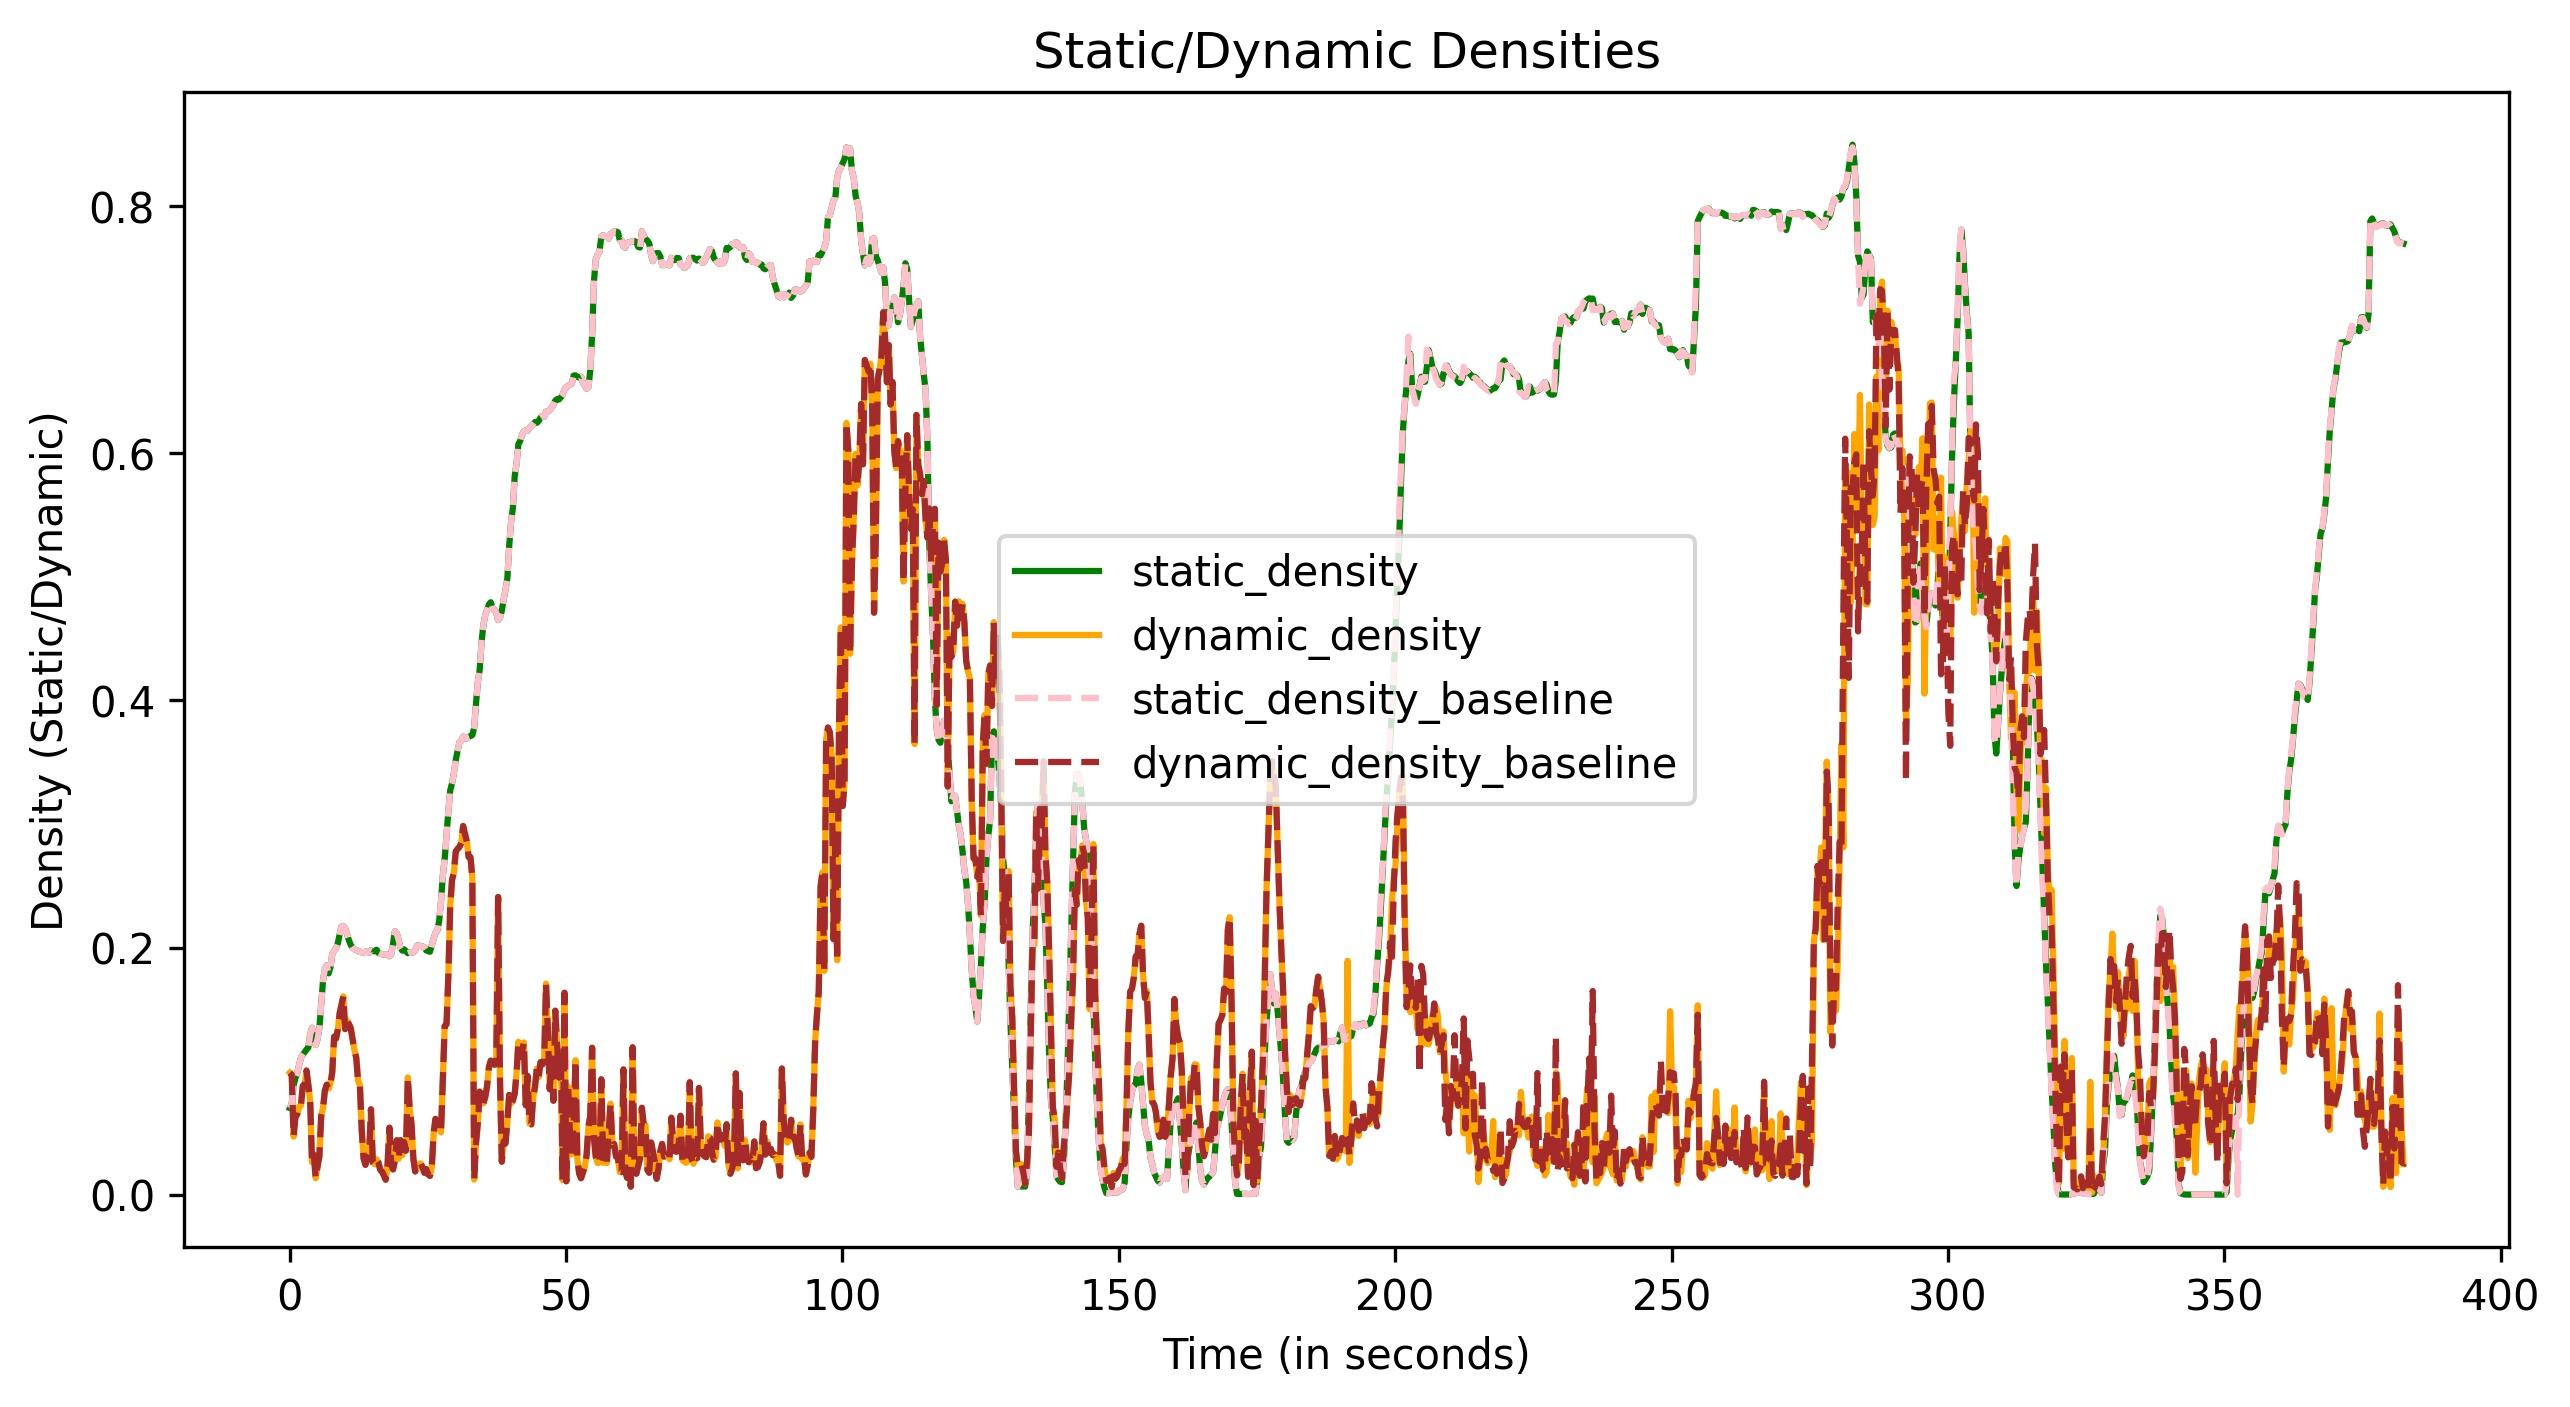 Static/Dynamic Densities
Density (Static/Dynamic)
0.8
0.6
0.4
0.2
0.0
static_density
dynamic_density
static_density_baseline
dynamic_density_baseline
0 50 100 150 200 250 300 350 400
Time (in seconds)